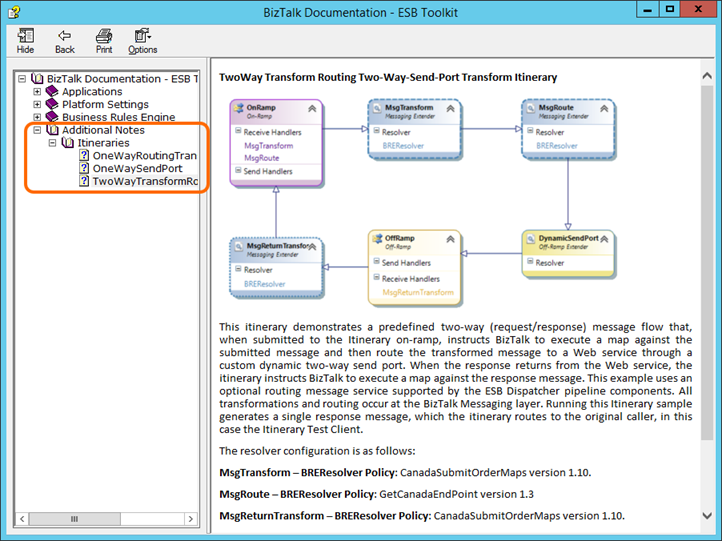 BizTalk Documentation - ESB Toolkit
Hide Back Print Options
BizTalk Documentation - ESB T
Applications
Platform Settings
Business Rules Engine
Additional Notes
Itineraries
OneWayRoutingTran
OneWaySendPort
TwoWayTransformRo
TwoWay Transform Routing Two-Way-Send-Port Transform Itinerary
OnRamp
On-Ramp
Receive Handlers
MsgTransform
MsgRoute
Send Handlers
MsgTransform
Messaging Extender
Resolver
BREResolver
MsgRoute
Messaging Extender
Resolver
BREResolver
MsgReturnTransfor
Messaging Extender
Resolver
BREResolver
OffRamp
Off-Ramp
Send Handlers
Receive Handlers
MsgReturnTransform
DynamicSendPort
Off-Ramp Extender
Resolver
This itinerary demonstrates a predefined two-way (request/response) message flow that,
when submitted to the Itinerary on-ramp, instructs BizTalk to execute a map against the
submitted message and then route the transformed message to a Web service through a
custom dynamic two-way send port. When the response returns from the Web service, the
itinerary instructs BizTalk to execute a map against the response message. This example uses an
optional routing message service supported by the ESB Dispatcher pipeline components. All
transformations and routing occur at the BizTalk Messaging layer. Running this Itinerary sample
generates a single response message, which the itinerary routes to the original caller, in this
case the Itinerary Test Client.
The resolver configuration is as follows:
MsgTransform – BREResolver Policy: CanadaSubmitOrderMaps version 1.10.
MsgRoute – BREResolver Policy: GetCanadaEndPoint version 1.3
MsgReturnTransform – BREResolver Policy: CanadaSubmitOrderMaps version 1.10.